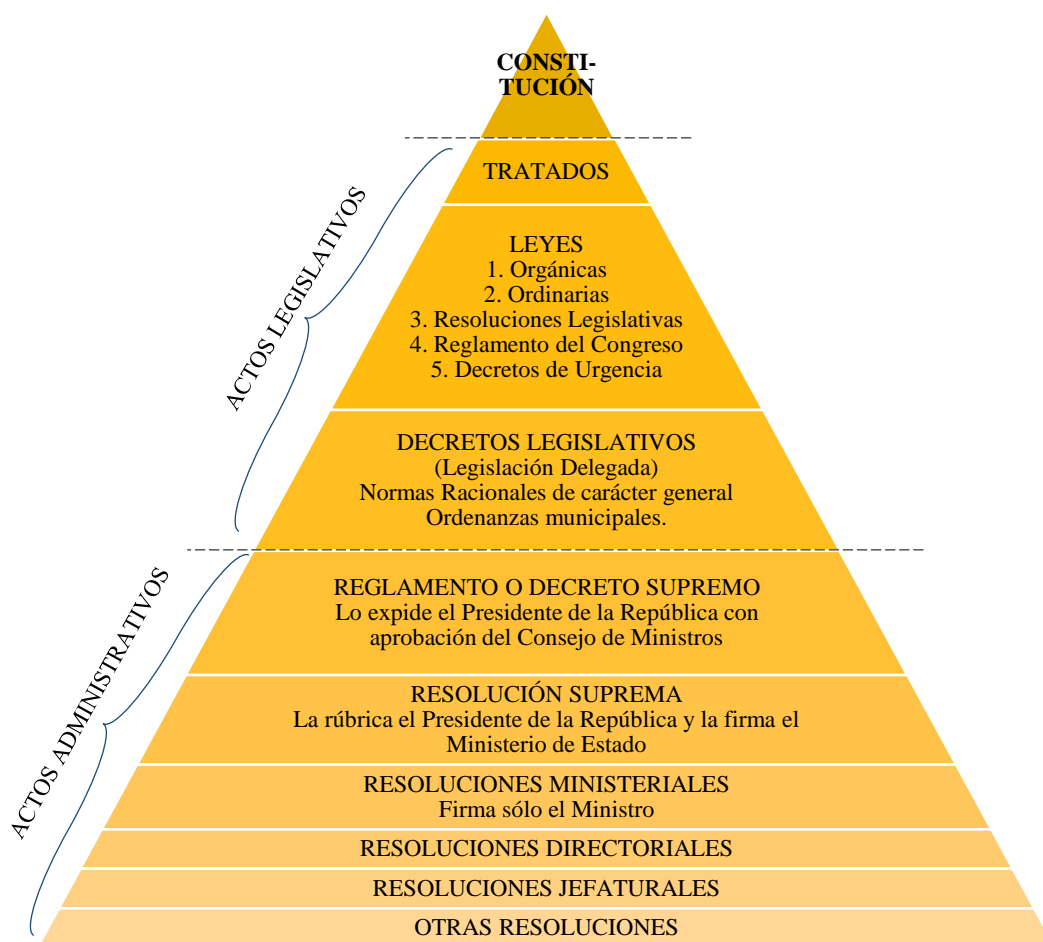 CONSTI-
TUCIÓN
TRATADOS
LEYES
1. Orgánicas
2. Ordinarias
3. Resoluciones Legislativas
4. Reglamento del Congreso
5. Decretos de Urgencia
DECRETOS LEGISLATIVOS
(Legislación Delegada)
Normas Racionales de carácter general
Ordenanzas municipales.
ACTOS LEGISLATIVOS
REGLAMENTO O DECRETO SUPREMO
Lo expide el Presidente de la República con
aprobación del Consejo de Ministros
RESOLUCIÓN SUPREMA
La rúbrica el Presidente de la República y la firma el
Ministerio de Estado
RESOLUCIONES MINISTERIALES
Firma sólo el Ministro
RESOLUCIONES DIRECTORIALES
RESOLUCIONES JEFATURALES
OTRAS RESOLUCIONES
ACTOS ADMINISTRATIVOS